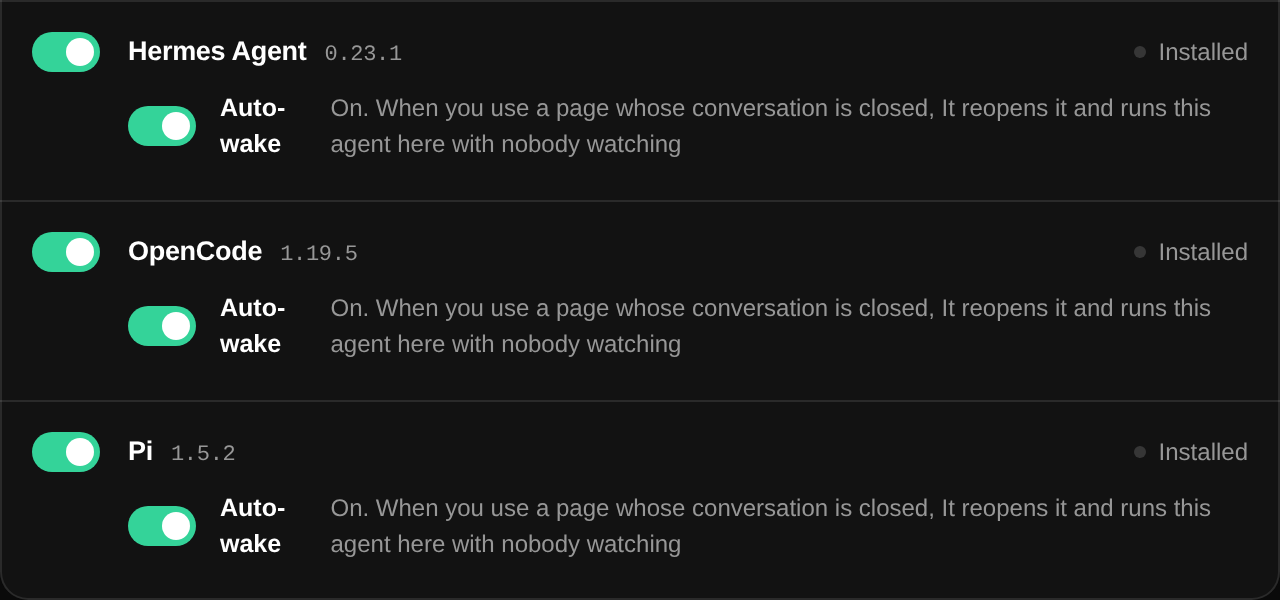 Hermes Agent 0.23.1 Installed
Auto- On. When you use a page whose conversation is closed, It reopens it and runs this
wake agent here with nobody watching
OpenCode 1.19.5 Installed
Auto- On. When you use a page whose conversation is closed, It reopens it and runs this
wake agent here with nobody watching
Pi 1.5.2 Installed
Auto- On. When you use a page whose conversation is closed, It reopens it and runs this
wake agent here with nobody watching